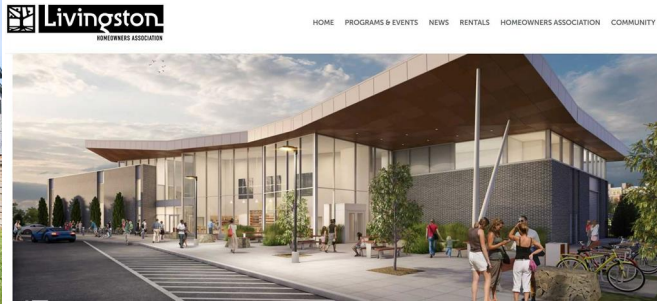 Livingston
HOMEOWNERS ASSOCIATION
HOME PROGRAMS & EVENTS NEWS RENTALS HOMEOWNERS ASSOCIATION COMMUNITY